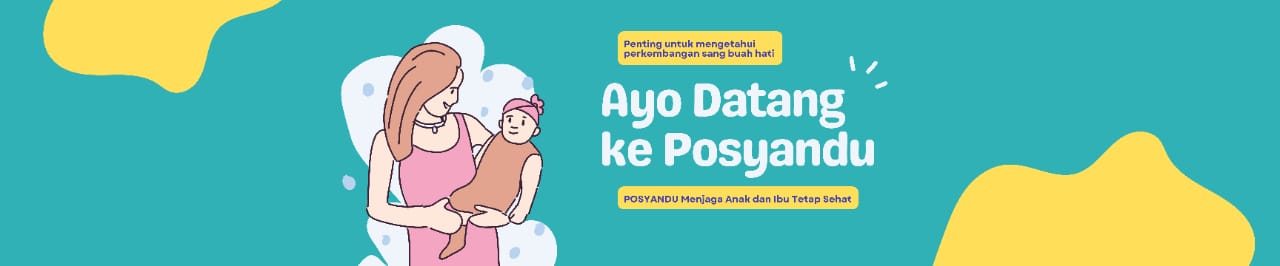 Penting untuk mengetahui
perkembangan sang buah hati
Ayo Datang
ke Posyandu
POSYANDU Menjaga Anak dan Ibu Tetap Sehat